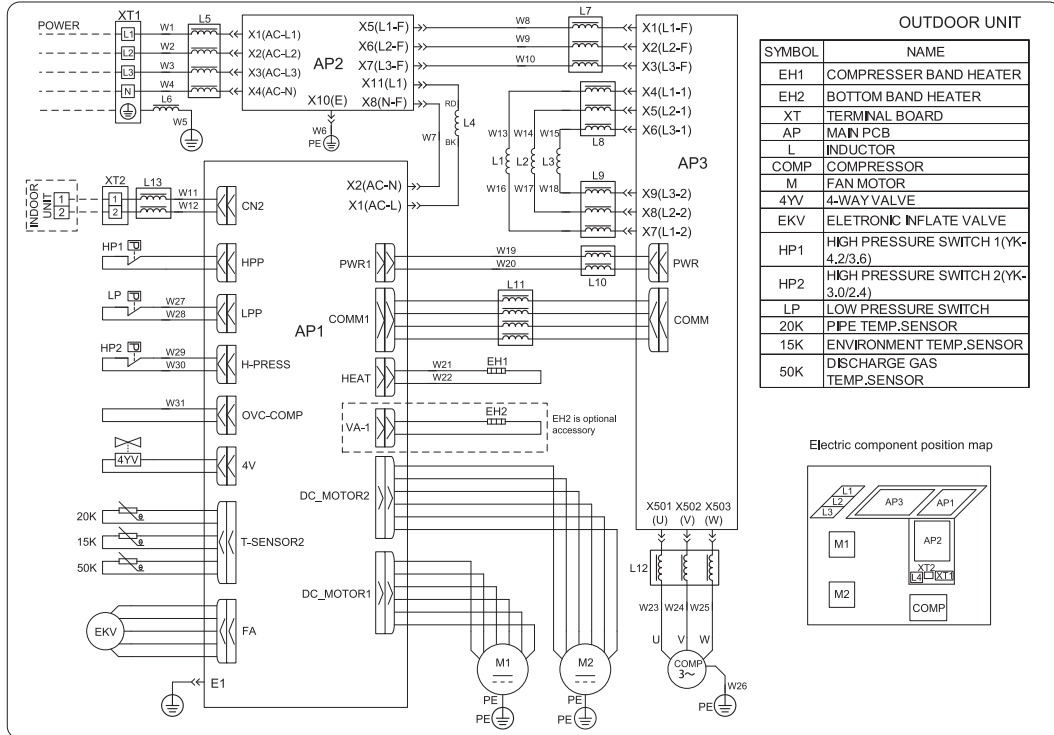 OUTDOOR UNIT
POWER
XT1
L1
L2
L3
N
W1
W2
W3
W4
L5
L6
W5
X1(AC-L1)
X2(AC-L2)
X3(AC-L3)
X4(AC-N)
AP2
X10(E)
W6
PE
X5(L1-F)
X6(L2-F)
X7(L3-F)
X11(L1)
X8(N-F)
W8
W9
W10
L7
RD
BK
L4
W7
X1(L1-F)
X2(L2-F)
X3(L3-F)
X4(L1-1)
X5(L2-1)
X6(L3-1)
L8
AP3
W13
W14
W15
L1
L2
L3
W16
W17
W18
L9
X9(L3-2)
X8(L2-2)
X7(L1-2)
INDOOR UNIT
1
2
XT2
1
2
L13
W11
W12
CN2
X2(AC-N)
X1(AC-L)
HP1
P
HPP
PWR1
W19
W20
L10
PWR
LP
P
W27
W28
LPP
AP1
COMM1
L11
COMM
HP2
P
W29
W30
H-PRESS
HEAT
W21
W22
EH1
W31
OVC-COMP
VA-1
EH2
EH2 is optional
accessory
4YV
4V
DC_MOTOR2
20K
15K
50K
θ
θ
θ
T-SENSOR2
DC_MOTOR1
EKV
FA
E1
M1
PE
PE
M2
PE
PE
X501 X502 X503
(U) (V) (W)
L12
W23
W24
W25
U
V
W
COMP
3~
W26
PE
SYMBOL NAME
EH1 COMPRESSER BAND HEATER
EH2 BOTTOM BAND HEATER
XT TERMINAL BOARD
AP MAIN PCB
L INDUCTOR
COMP COMPRESSOR
M FAN MOTOR
4YV 4-WAY VALVE
EKV ELETRONIC INFLATE VALVE
HP1 HIGH PRESSURE SWITCH 1(YK-
4.2/3.6)
HP2 HIGH PRESSURE SWITCH 2(YK-
3.0/2.4)
LP LOW PRESSURE SWITCH
20K PIPE TEMP.SENSOR
15K ENVIRONMENT TEMP.SENSOR
50K DISCHARGE GAS
TEMP.SENSOR
Electric component position map
L1
L2
L3
AP3
AP1
M1
AP2
XT2
L4
XT1
M2
COMP